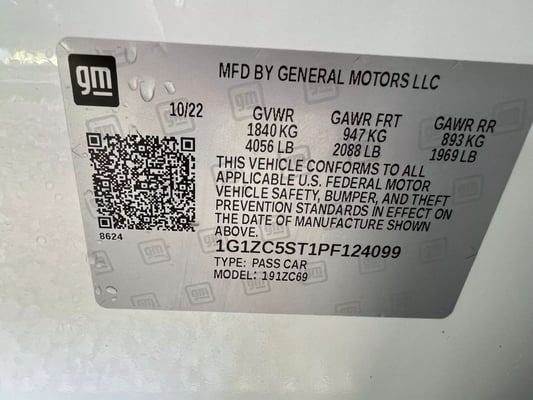 gm
MFD BY GENERAL MOTORS LLC
10/22
GVWR GAWR FRT GAWR RR
1840 KG 947 KG 893 KG
4056 LB 2088 LB 1969 LB
THIS VEHICLE CONFORMS TO ALL
APPLICABLE U.S. FEDERAL MOTOR
VEHICLE SAFETY, BUMPER, AND THEFT
PREVENTION STANDARDS IN EFFECT ON
THE DATE OF MANUFACTURE SHOWN
ABOVE.
8624
1G1ZC5ST1PF124099
TYPE: PASS CAR
MODEL: 191ZC69